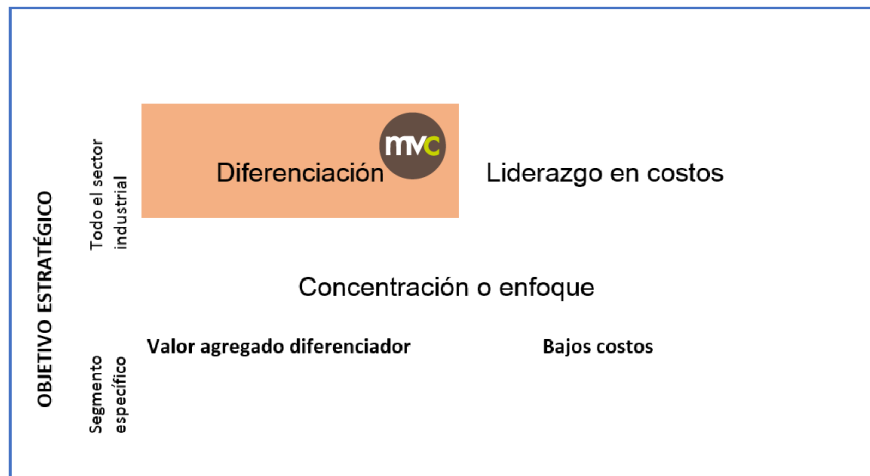 mvc
Diferenciación
Liderazgo en costos
Todo el sector
industrial
OBJETIVO ESTRATÉGICO
Concentración o enfoque
Valor agregado diferenciador
Bajos costos
Segmento
específico